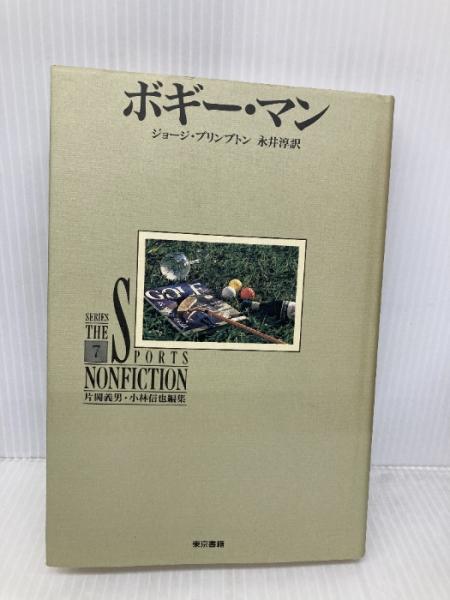 ボギー・マン
ジョージ・プリンプトン 永井淳訳
GOLF
SERIES
THE SPORTS
7
NONFICTION
片岡義男・小林信也編集
東京書籍